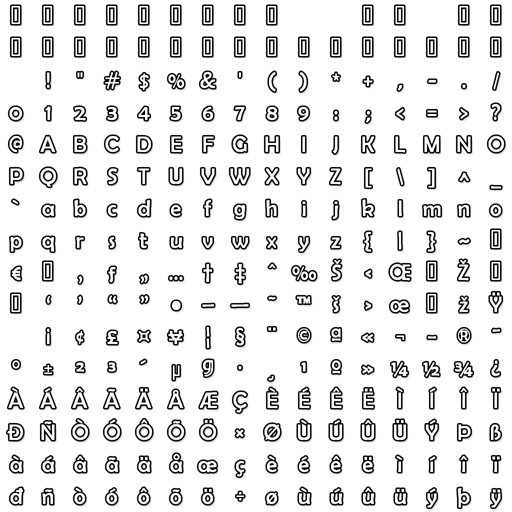 ! " # $ % & ' ( ) * + , - . /
0 1 2 3 4 5 6 7 8 9 : ; < = > ?
@ A B C D E F G H I J K L M N O
P Q R S T U V W X Y Z [ \ ] ^ _
` a b c d e f g h i j k l m n o
p q r s t u v w x y z { | } ~
€ ‚ ƒ „ … † ‡ ˆ ‰ Š ‹ Œ Ž
‘ ’ “ ” • – — ˜ ™ š › œ ž Ÿ
¡ ¢ £ ¤ ¥ ¦ § ¨ © ª « ¬ - ® ¯
° ± ² ³ ´ µ ¶ · ¸ ¹ º » ¼ ½ ¾ ¿
À Á Â Ã Ä Å Æ Ç È É Ê Ë Ì Í Î Ï
Ð Ñ Ò Ó Ô Õ Ö × Ø Ù Ú Û Ü Ý Þ ß
à á â ã ä å æ ç è é ê ë ì í î ï
ð ñ ò ó ô õ ö ÷ ø ù ú û ü ý þ ÿ